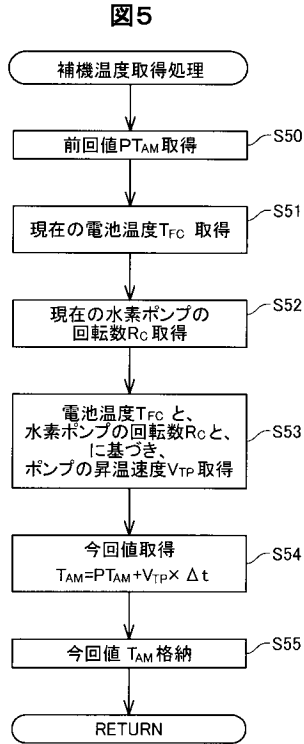 図5
補機温度取得処理
前回値PTAM取得
S50
現在の電池温度TFC 取得
S51
現在の水素ポンプの
回転数RC取得
S52
電池温度TFCと、
水素ポンプの回転数RCと、
に基づき、
ポンプの昇温速度VTP取得
S53
今回値取得
TAM=PTAM+VTP× Δt
S54
今回値 TAM格納
S55
RETURN